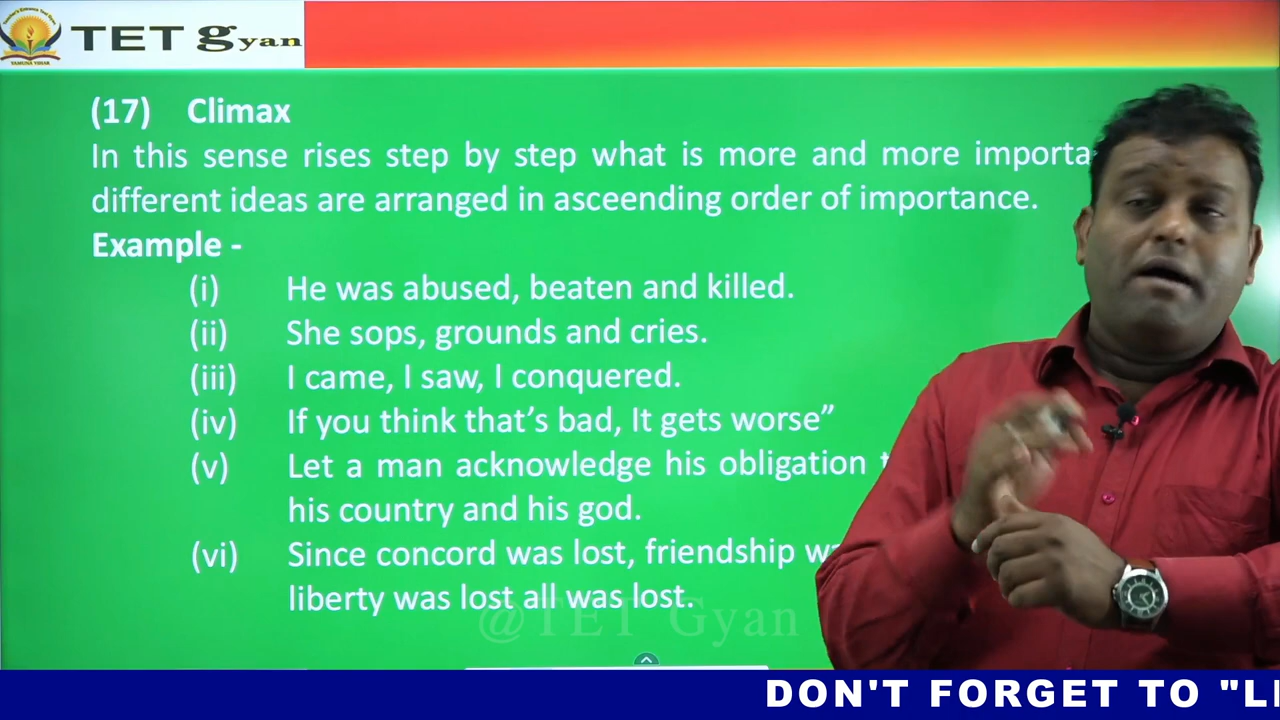 TET gyan
(17) Climax
In this sense rises step by step what is more and more importa
different ideas are arranged in asceending order of importance.
Example -
(i) He was abused, beaten and killed.
(ii) She sops, grounds and cries.
(iii) I came, I saw, I conquered.
(iv) If you think that’s bad, It gets worse”
(v) Let a man acknowledge his obligation
his country and his god.
(vi) Since concord was lost, friendship
liberty was lost all was lost.
@TET Gyan
DON'T FORGET TO "LI